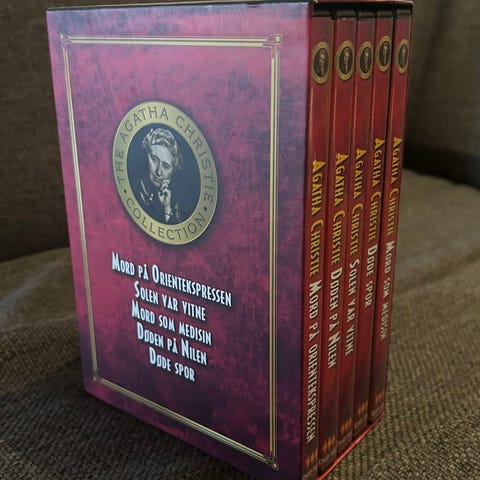 THE AGATHA CHRISTIE
COLLECTION
MORD PÅ ORIENTEKSPRESSEN
SOLEN VAR VITNE
MORD SOM MEDISIN
DØDEN PÅ NILEN
DØDE SPOR
AGATHA CHRISTIE MORD PÅ ORIENTEKSPRESSEN
AGATHA CHRISTIE DØDEN PÅ NILEN
AGATHA CHRISTIE SOLEN VAR VITNE
AGATHA CHRISTIE DØDE SPOR
AGATHA CHRISTIE MORD SOM MEDISIN